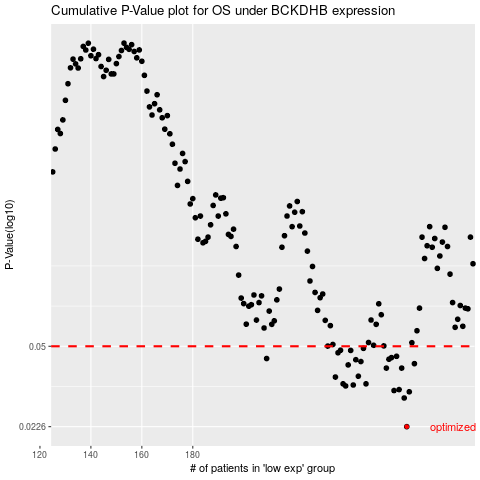 Cumulative P-Value plot for OS under BCKDHB expression
P-Value(log10)
0.05
0.0226
optimized
120 140 160 180
# of patients in 'low exp' group